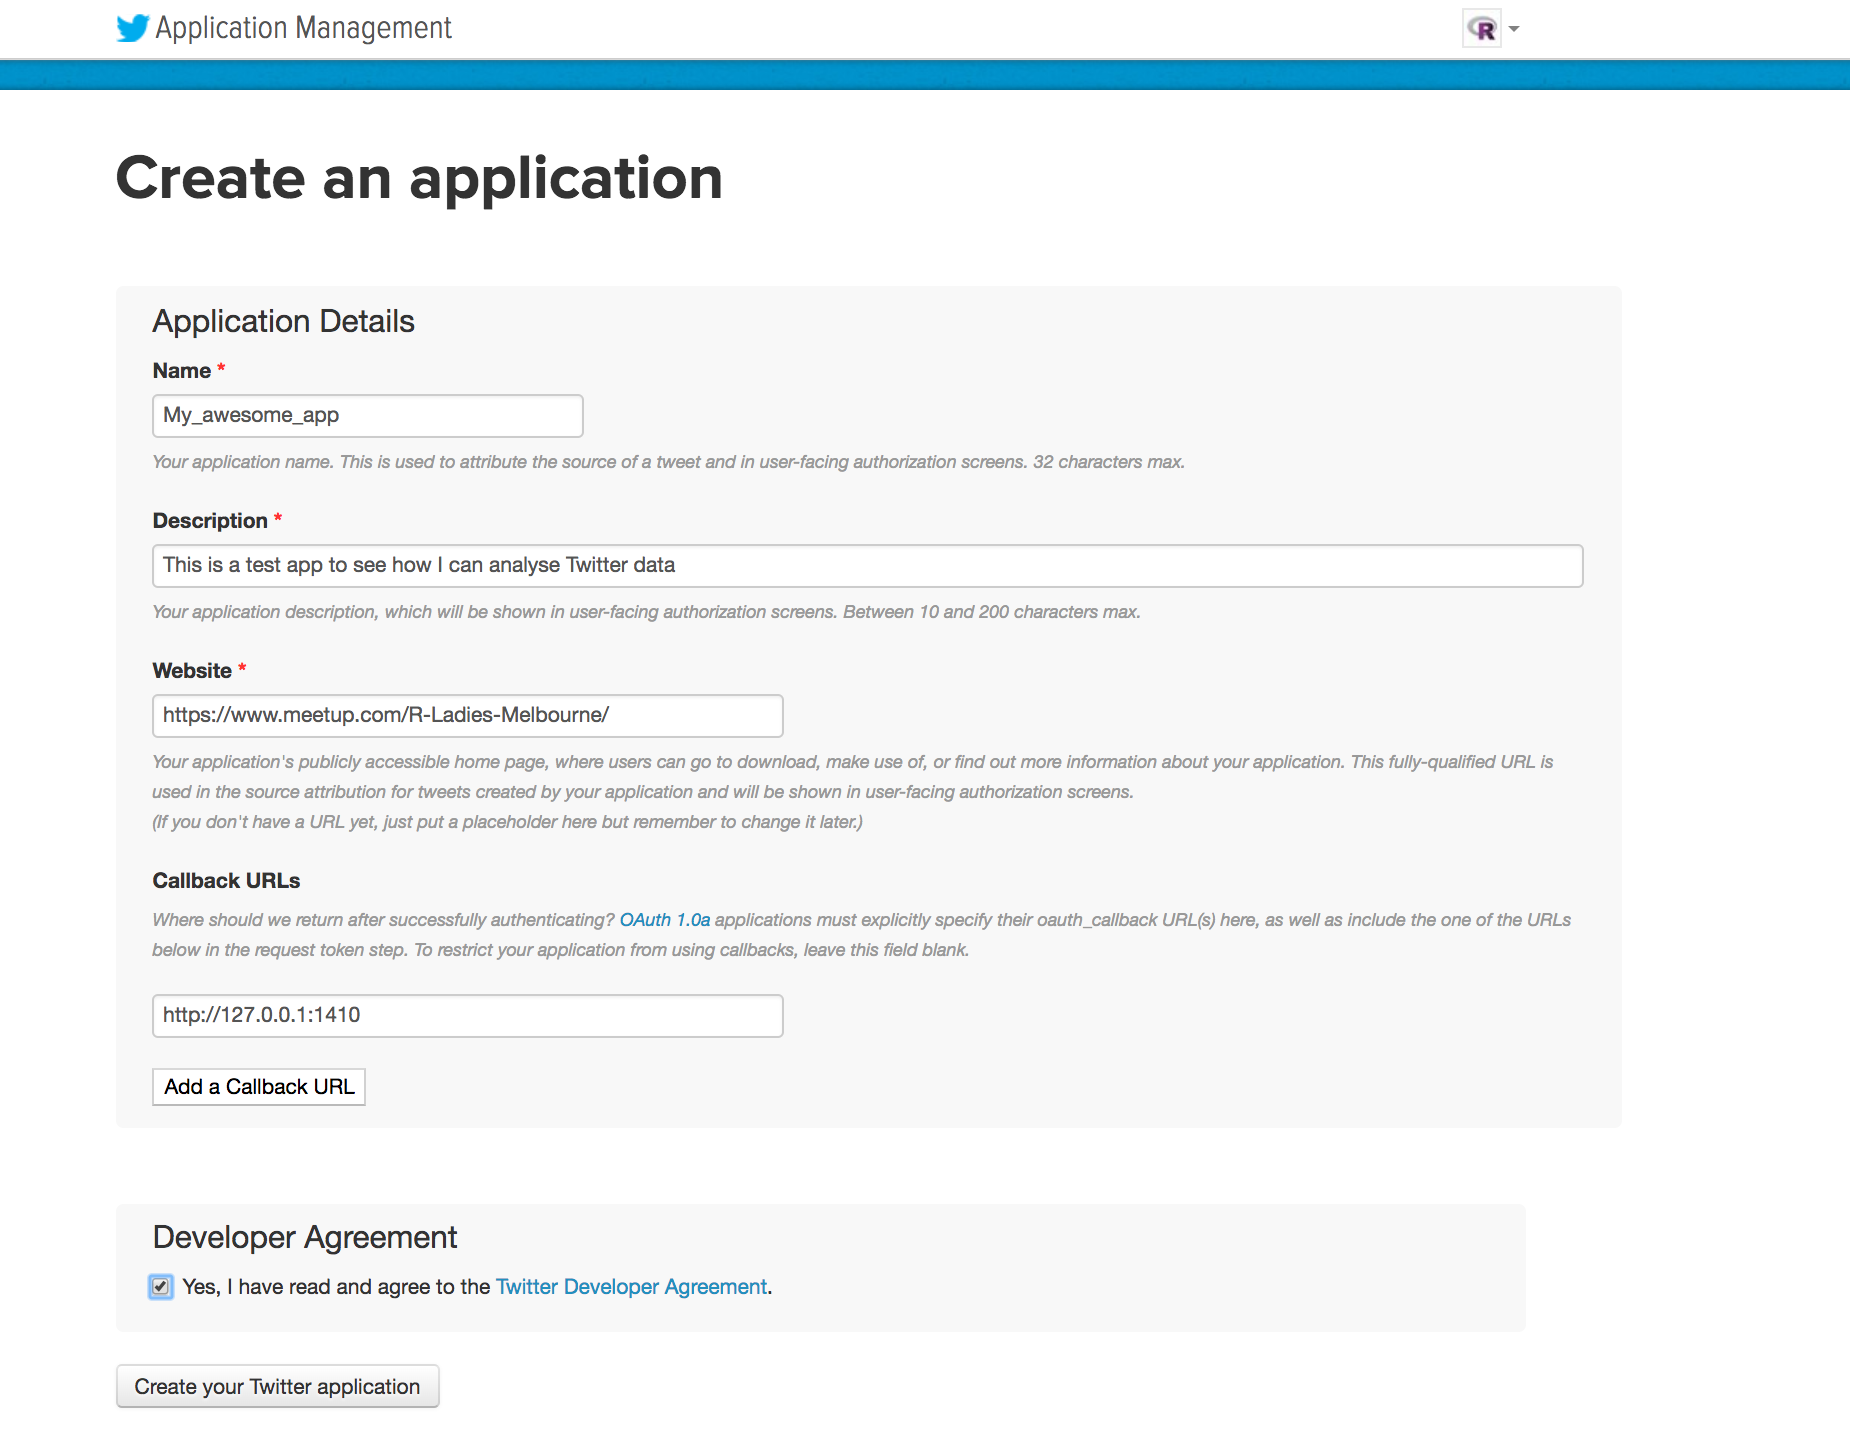 Application Management
R
Create an application
Application Details
Name *
My_awesome_app
Your application name. This is used to attribute the source of a tweet and in user-facing authorization screens. 32 characters max.
Description *
This is a test app to see how I can analyse Twitter data
Your application description, which will be shown in user-facing authorization screens. Between 10 and 200 characters max.
Website *
https://www.meetup.com/R-Ladies-Melbourne/
Your application's publicly accessible home page, where users can go to download, make use of, or find out more information about your application. This fully-qualified URL is
used in the source attribution for tweets created by your application and will be shown in user-facing authorization screens.
(If you don't have a URL yet, just put a placeholder here but remember to change it later.)
Callback URLs
Where should we return after successfully authenticating? OAuth 1.0a applications must explicitly specify their oauth_callback URL(s) here, as well as include the one of the URLs
below in the request token step. To restrict your application from using callbacks, leave this field blank.
http://127.0.0.1:1410
Add a Callback URL
Developer Agreement
Yes, I have read and agree to the Twitter Developer Agreement.
Create your Twitter application